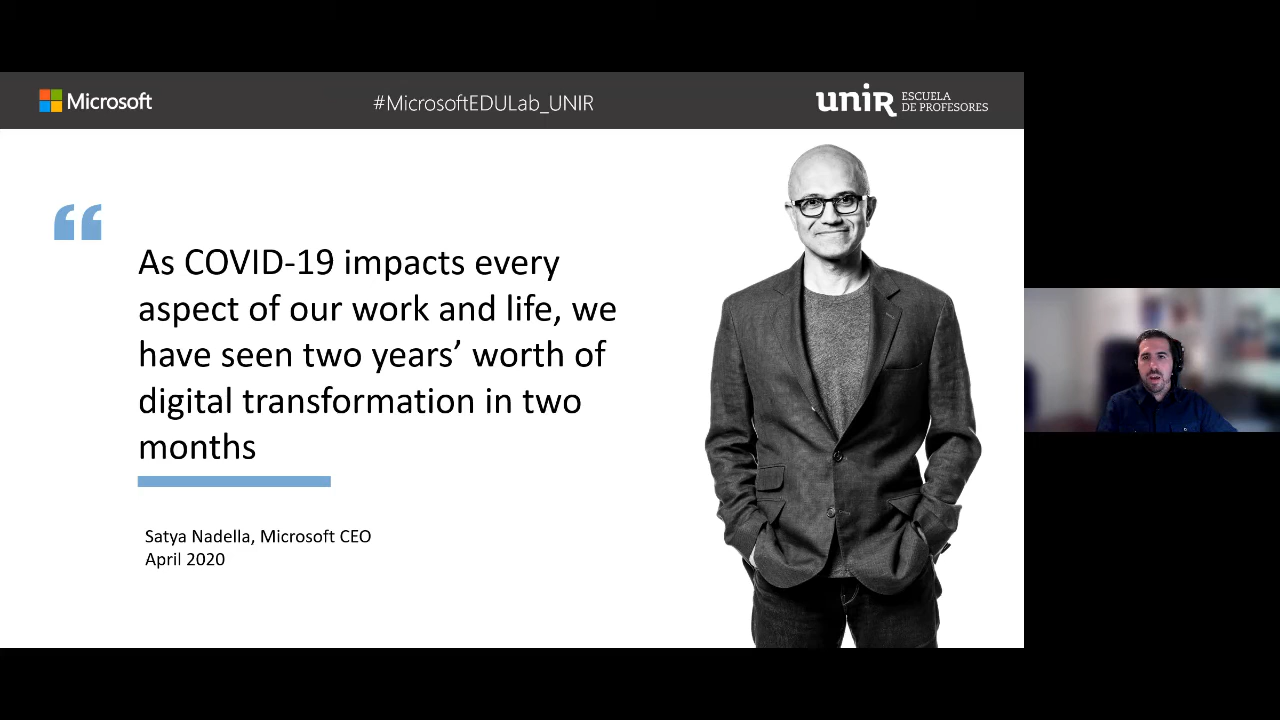 Microsoft
#MicrosoftEDULab_UNIR
uniR ESCUELA
DE PROFESORES
“
As COVID-19 impacts every
aspect of our work and life, we
have seen two years’ worth of
digital transformation in two
months
Satya Nadella, Microsoft CEO
April 2020